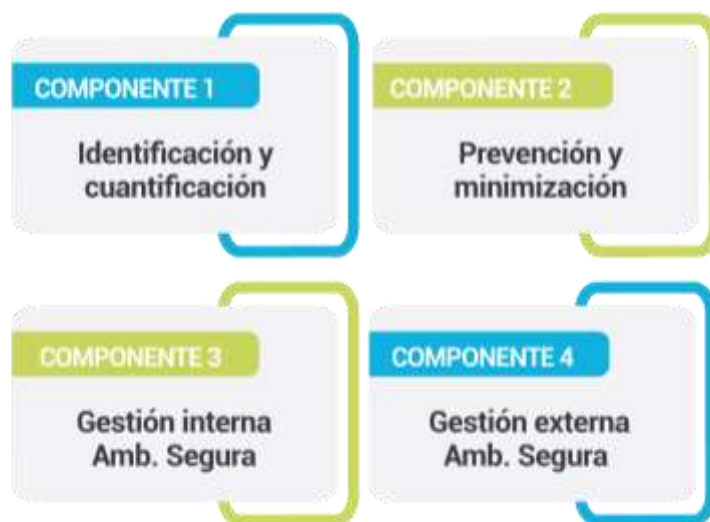 COMPONENTE 1
Identificación y
cuantificación
COMPONENTE 2
Prevención y
minimización
COMPONENTE 3
Gestión interna
Amb. Segura
COMPONENTE 4
Gestión externa
Amb. Segura